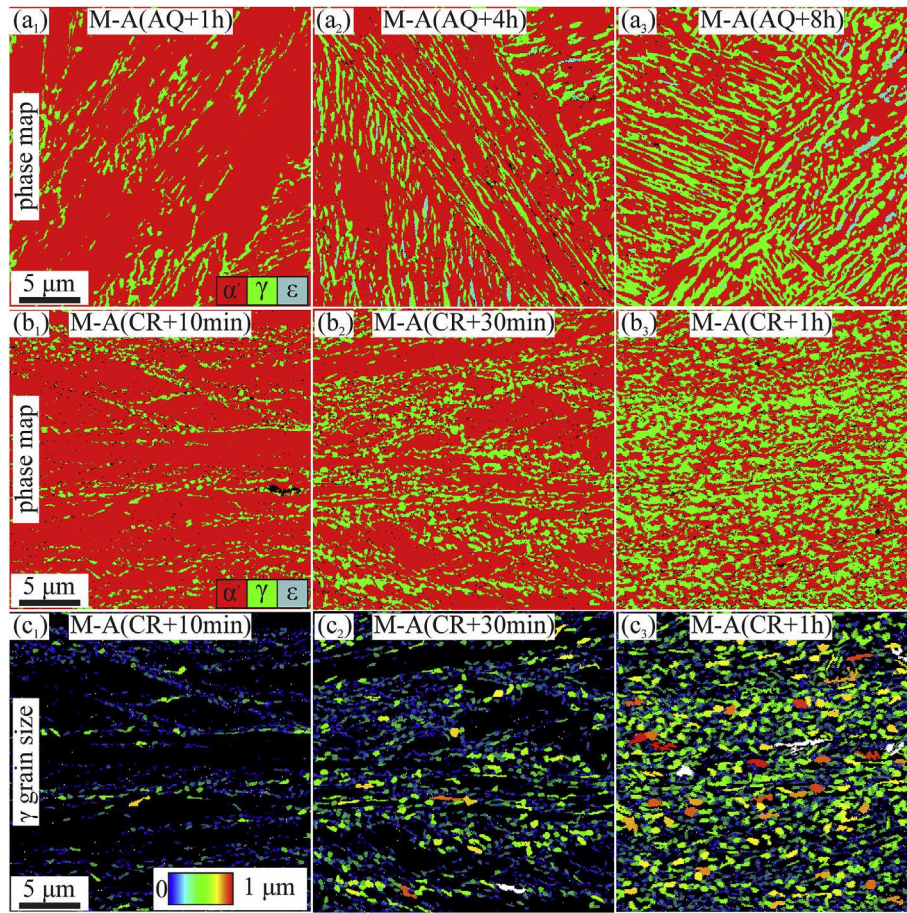 (a₁) M-A(AQ+1h)
(a₂) M-A(AQ+4h)
(a₃) M-A(AQ+8h)
phase map
5 μm
α' γ ε
(b₁) M-A(CR+10min)
(b₂) M-A(CR+30min)
(b₃) M-A(CR+1h)
phase map
5 μm
α' γ ε
(c₁) M-A(CR+10min)
(c₂) M-A(CR+30min)
(c₃) M-A(CR+1h)
γ grain size
5 μm
0 1 μm